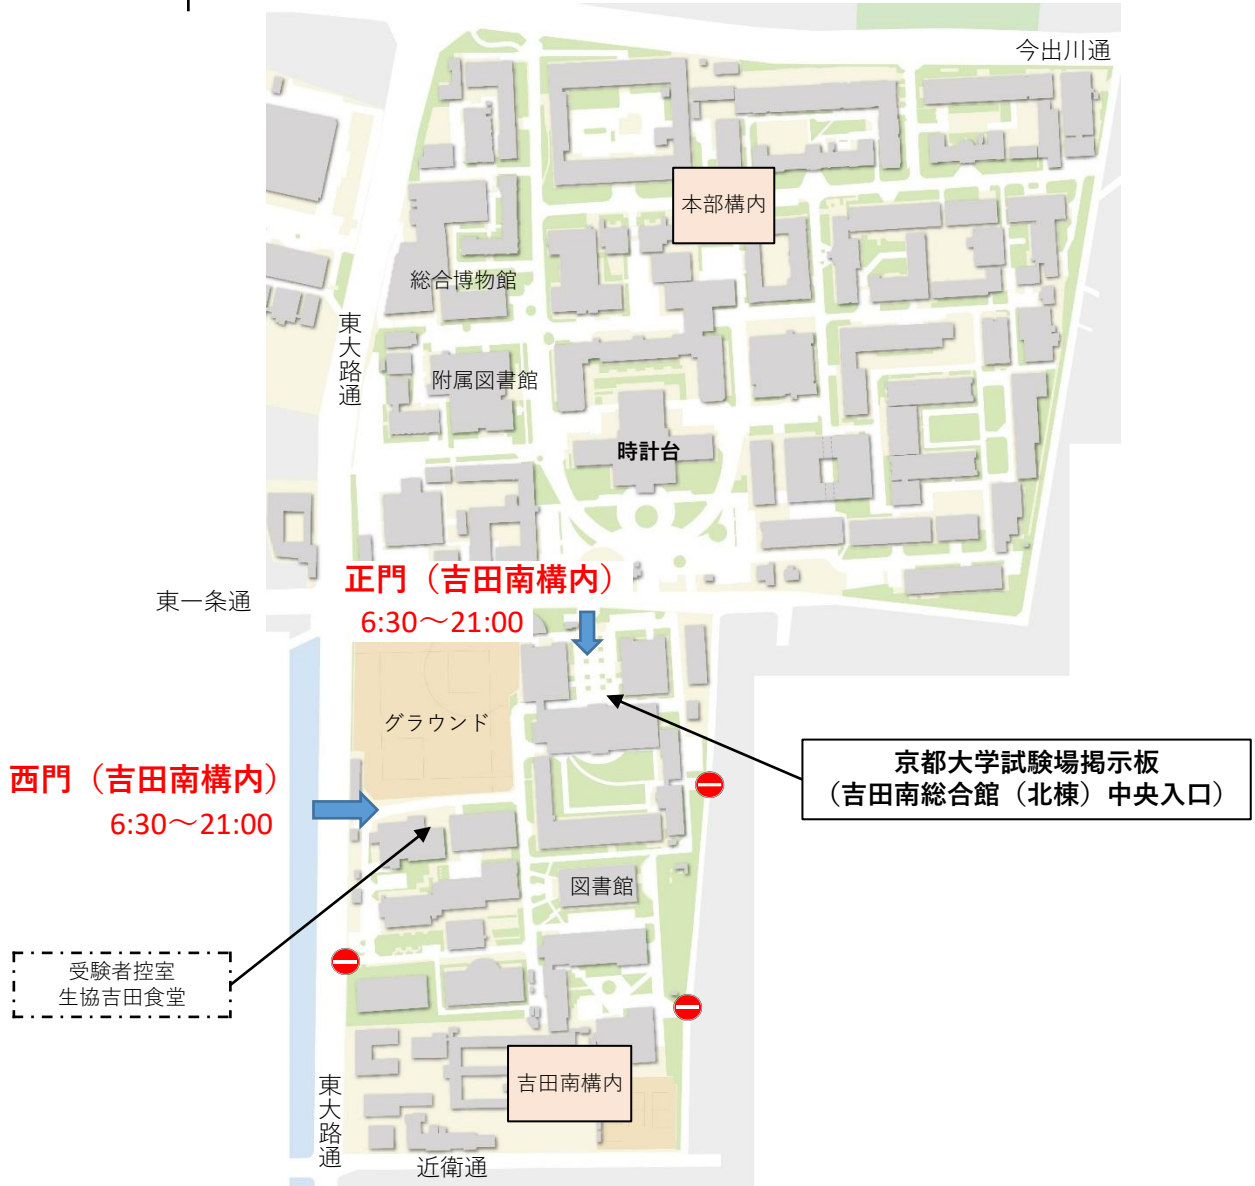 今出川通
本部構内
総合博物館
東大路通
附属図書館
時計台
正門（吉田南構内）
6:30～21:00
東一条通
グラウンド
西門（吉田南構内）
6:30～21:00
京都大学試験場掲示板
（吉田南総合館（北棟）中央入口）
図書館
受験者控室
生協吉田食堂
吉田南構内
東大路通
近衛通